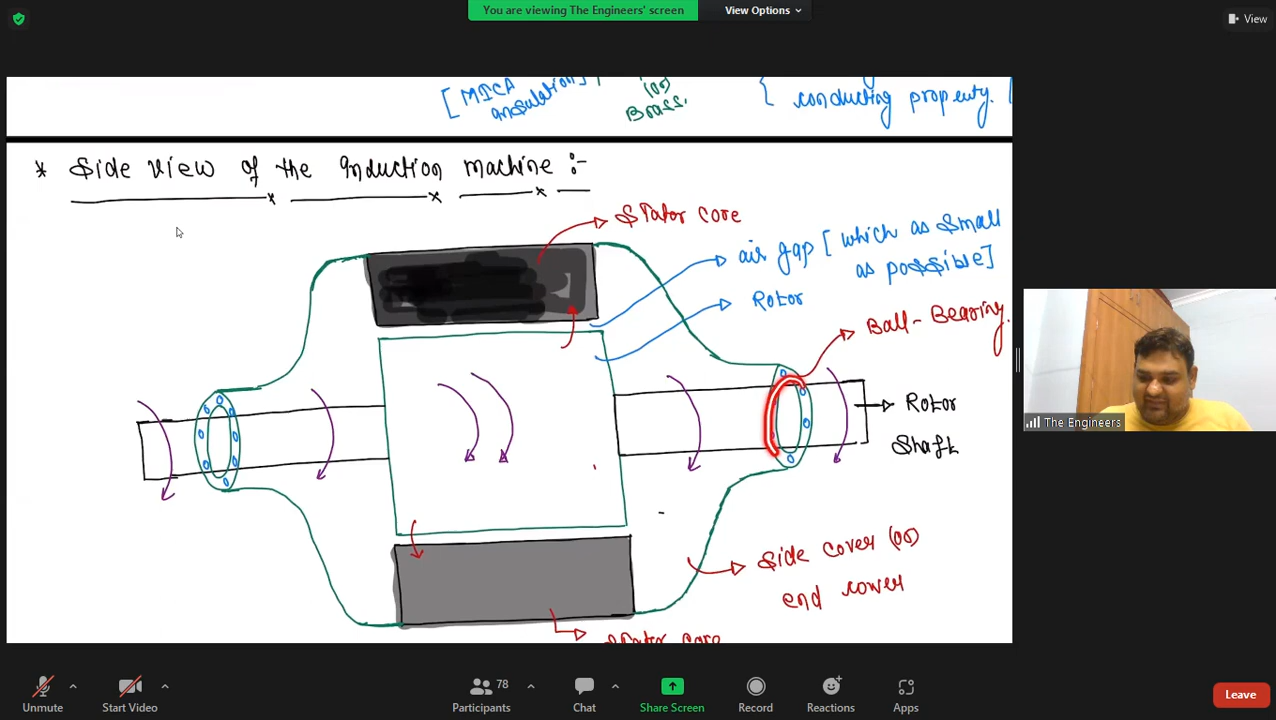 You are viewing The Engineers' screen
View Options
View
[MICA
(or)
Brass.
conducting property.
* Side view of the Induction machine :-
Stator core
air gap [which as small
as possible]
Rotor
Ball-Bearing.
Rotor
Shaft
Side cover (or)
end cover
Stator core
The Engineers
Unmute
Start Video
78
Participants
Chat
Share Screen
Record
Reactions
Apps
Leave